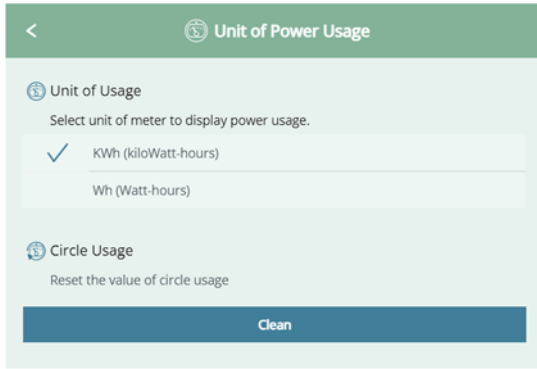 Unit of Power Usage
Unit of Usage
Select unit of meter to display power usage.
KWh (kiloWatt-hours)
Wh (Watt-hours)
Circle Usage
Reset the value of circle usage
Clean